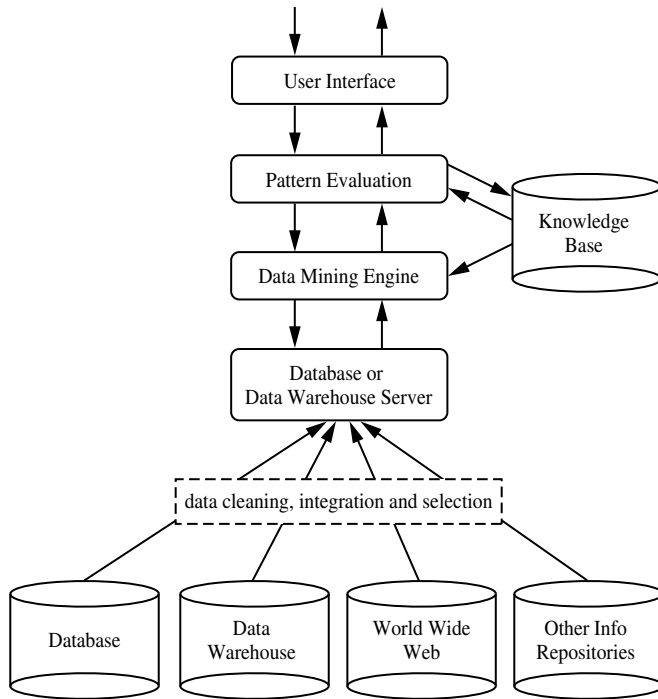 User Interface
Pattern Evaluation
Knowledge
Base
Data Mining Engine
Database or
Data Warehouse Server
data cleaning, integration and selection
Database
Data
Warehouse
World Wide
Web
Other Info
Repositories